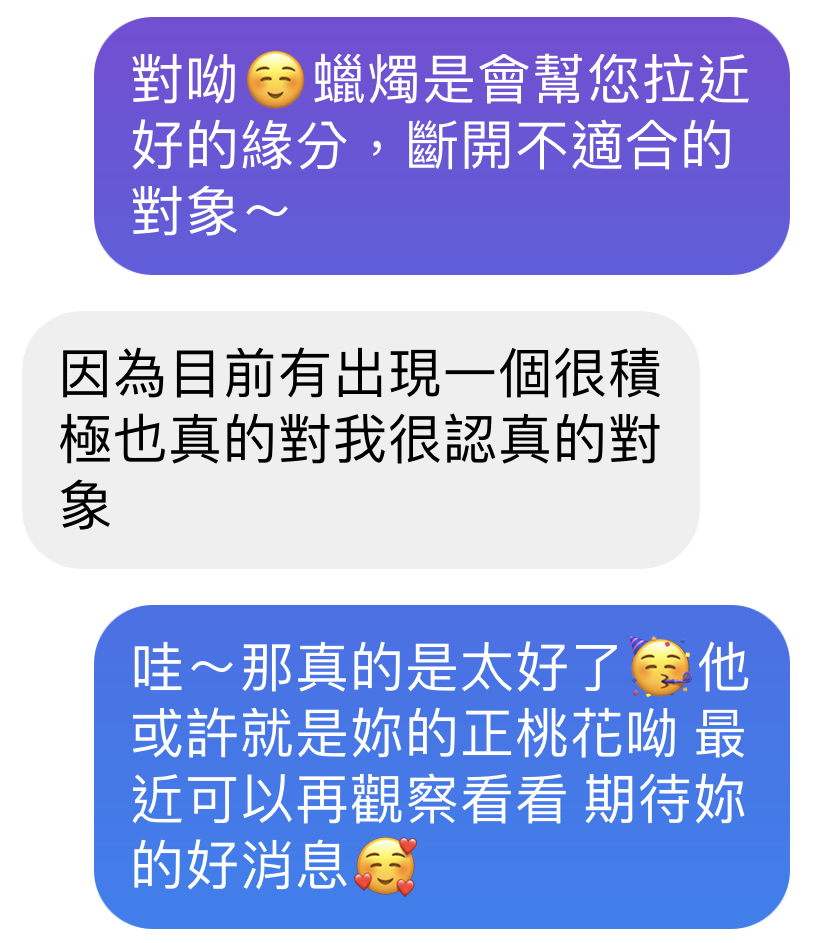 對呦☺️蠟燭是會幫您拉近
好的緣分，斷開不適合的
對象～
因為目前有出現一個很積
極也真的對我很認真的對
象
哇～那真的是太好了🥳他
或許就是妳的正桃花呦 最
近可以再觀察看看 期待妳
的好消息🥰